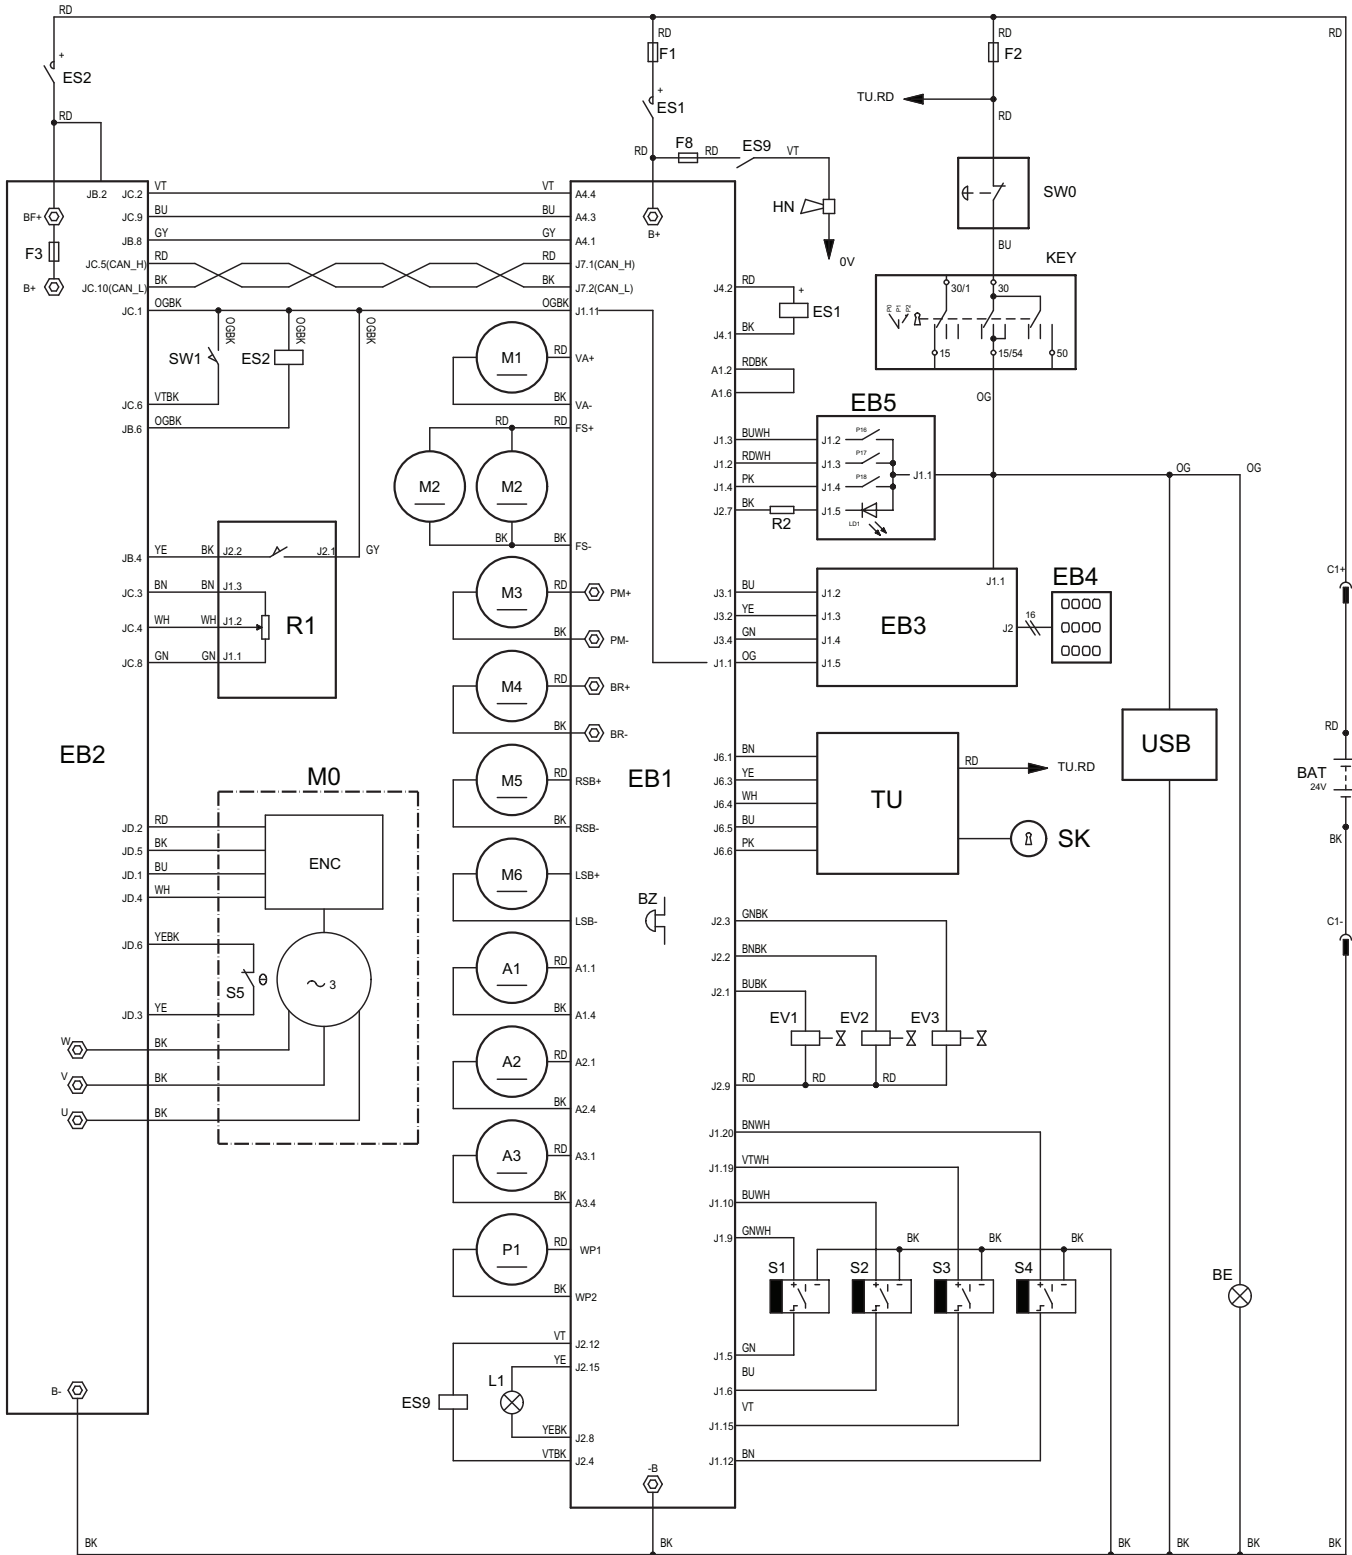 RD
RD RD RD
+ ES2 F1 F2
+ ES1 TU.RD
RD RD
RD F8 RD ES9 VT
SW0
JB.2 JC.2 VT VT A4.4
BF+ JC.9 BU BU A4.3 B+ HN
F3 JB.8 GY GY A4.1 BU KEY
JC.5(CAN_H) RD RD J7.1(CAN_H) 0V
B+ JC.10(CAN_L) BK BK J7.2(CAN_L) J4.2 RD + 30/1 30
JC.1 OGBK OGBK J1.11 ES1 P0 P1 P2
OGBK OGBK OGBK J4.1 BK
SW1 ES2 M1 RD VA+ 15 15/54 50
A1.2 RDBK
JC.6 VTBK BK VA- A1.6 OG
JB.6 OGBK RD RD FS+ EB5
J1.3 BUWH J1.2 P16
J1.2 RDWH J1.3 P17
M2 M2 J1.4 PK J1.4 P18 J1.1 OG OG
J2.7 BK R2 J1.5 LD1
JB.4 YE BK J2.2 J2.1 GY BK BK FS-
C1+
JC.3 BN BN J1.3 M3 RD PM+ J3.1 BU J1.2 J1.1 EB4
JC.4 WH WH J1.2 R1 J3.2 YE J1.3 EB3 J2 16 0000 0000 0000
BK PM- J3.4 GN J1.4
JC.8 GN GN J1.1 J1.1 OG J1.5
M4 RD BR+
BK BR- RD
EB2 J6.1 BN USB
M0 M5 RD RSB+ EB1 J6.3 YE TU RD TU.RD BAT
J6.4 WH 24V
JD.2 RD BK RSB- J6.5 BU SK BK
JD.5 BK ENC J6.6 PK
JD.1 BU M6 LSB+
JD.4 WH BZ
LSB- J2.3 GNBK C1-
JD.6 YEBK J2.2 BNBK
S5 θ 3 A1 RD A1.1 J2.1 BUBK
JD.3 YE BK A1.4 EV1 EV2 EV3
W BK
V BK A2 RD A2.1 J2.9 RD RD RD
U BK BK A2.4
J1.20 BNWH
A3 RD A3.1 J1.19 VTWH
BK A3.4 J1.10 BUWH
J1.9 GNWH BK BK BK
P1 RD WP1
S1 S2 S3 S4 BE
BK WP2 + - + - + - + -
VT J2.12
YE J2.15 J1.5 GN
BU
B- L1 J1.6
ES9 VT
YEBK J2.8 J1.15
VTBK J2.4 J1.12 BN
-B
BK BK BK BK BK BK